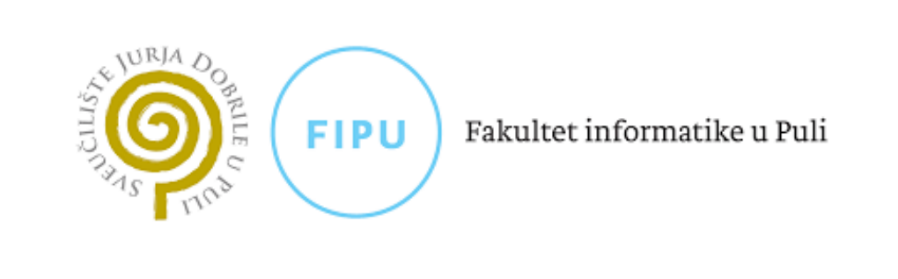 Sveučilište Jurja Dobrile u Puli
FIPU
Fakultet informatike u Puli